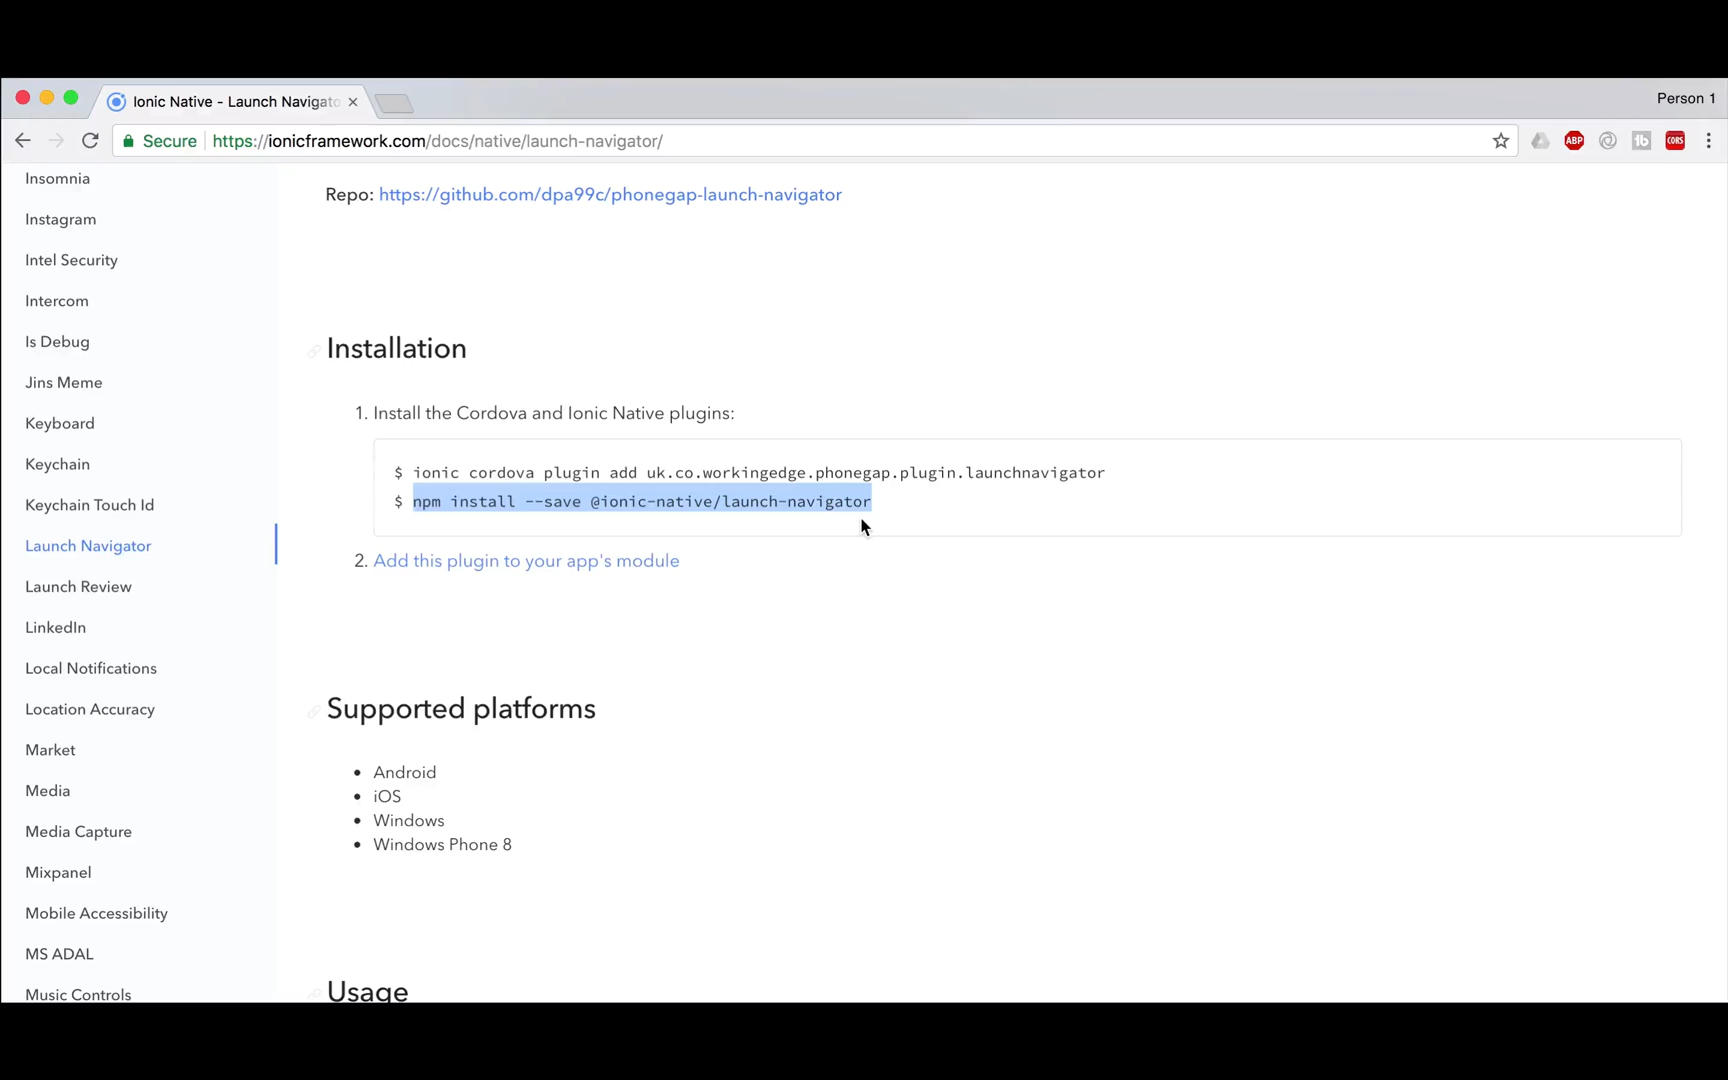 Ionic Native - Launch Navigato
Person 1
Secure https://ionicframework.com/docs/native/launch-navigator/
ABP
tb
CORS
Insomnia
Instagram
Intel Security
Intercom
Is Debug
Jins Meme
Keyboard
Keychain
Keychain Touch Id
Launch Navigator
Launch Review
LinkedIn
Local Notifications
Location Accuracy
Market
Media
Media Capture
Mixpanel
Mobile Accessibility
MS ADAL
Music Controls
Repo: https://github.com/dpa99c/phonegap-launch-navigator
Installation
1. Install the Cordova and Ionic Native plugins:
$ ionic cordova plugin add uk.co.workingedge.phonegap.plugin.launchnavigator
$ npm install --save @ionic-native/launch-navigator
2. Add this plugin to your app's module
Supported platforms
• Android
• iOS
• Windows
• Windows Phone 8
Usage